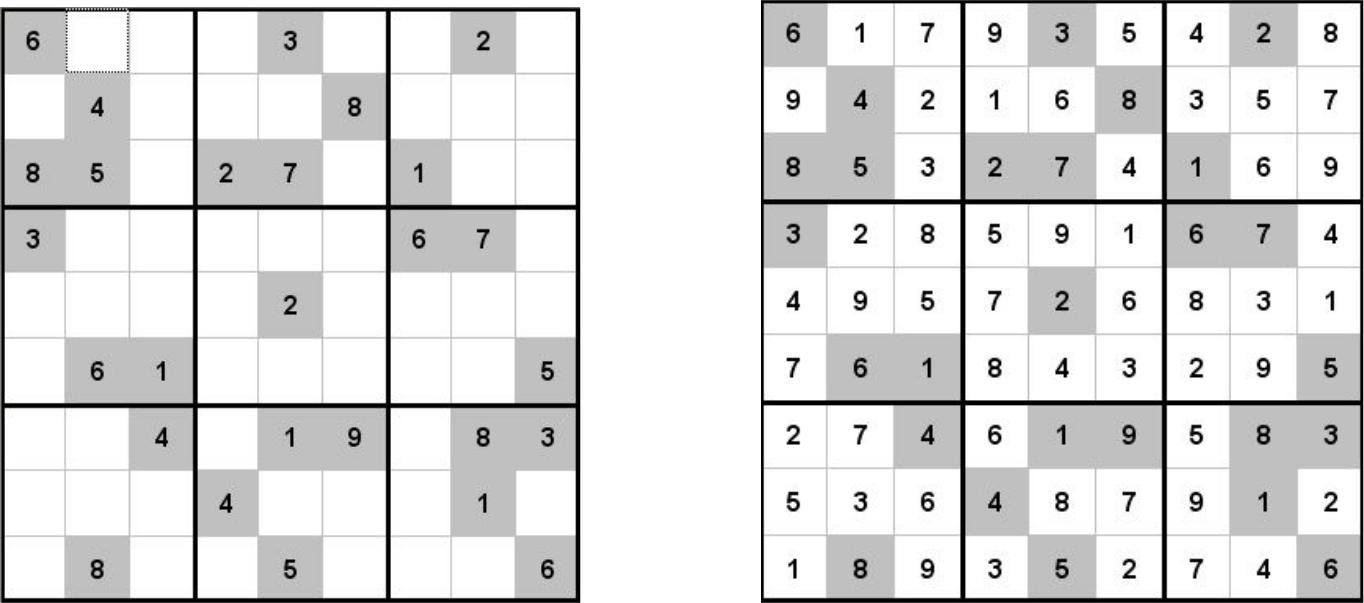 6 3 2
4 8
8 5 2 7 1
3 6 7
2
6 1 5
4 1 9 8 3
4 1
8 5 6
6 1 7 9 3 5 4 2 8
9 4 2 1 6 8 3 5 7
8 5 3 2 7 4 1 6 9
3 2 8 5 9 1 6 7 4
4 9 5 7 2 6 8 3 1
7 6 1 8 4 3 2 9 5
2 7 4 6 1 9 5 8 3
5 3 6 4 8 7 9 1 2
1 8 9 3 5 2 7 4 6